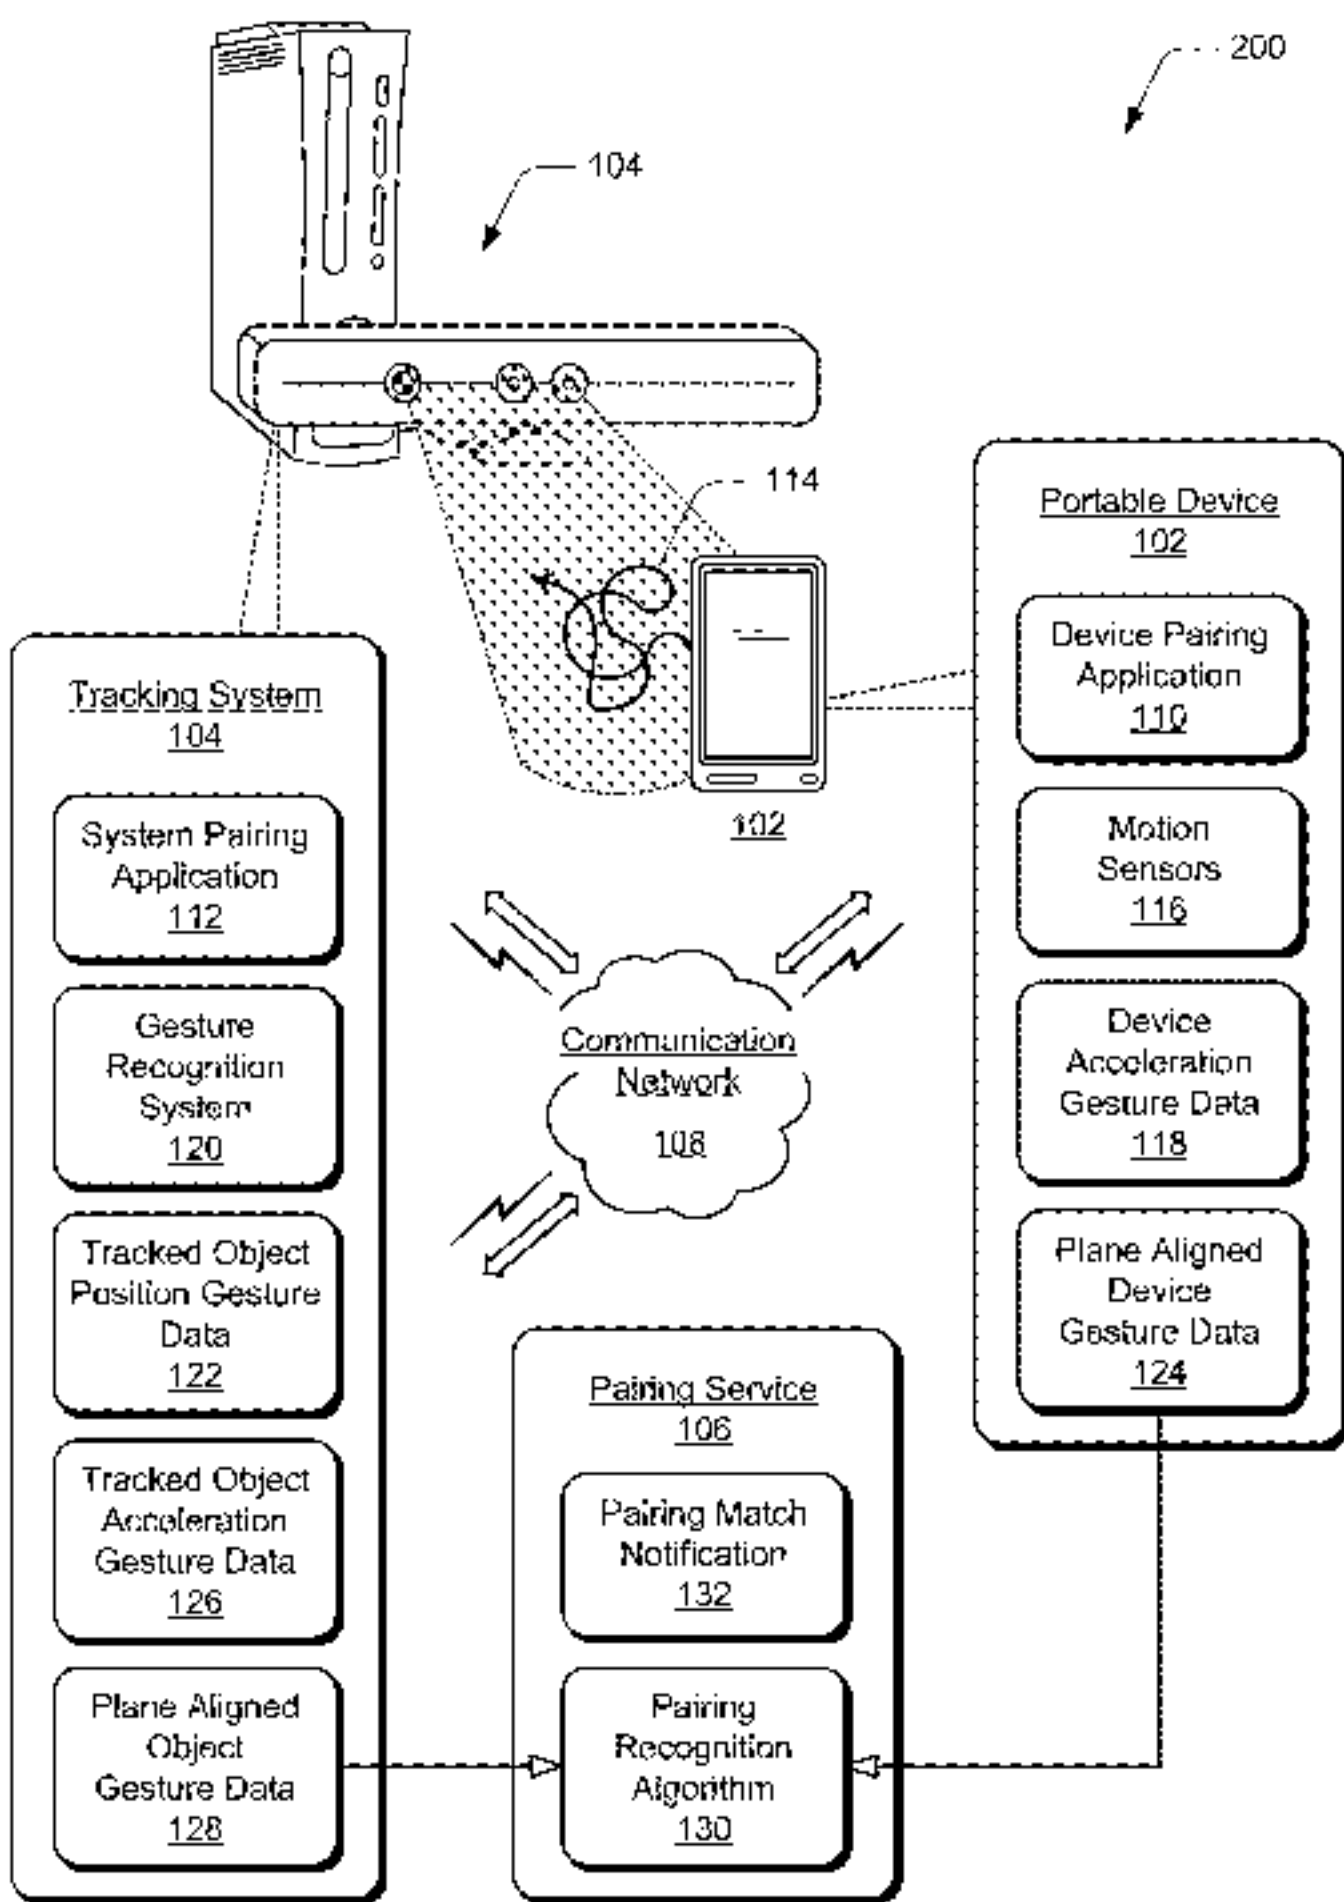 200
104
114
Portable Device
102
Device Pairing
Application
110
Motion
Sensors
116
Device
Acceleration
Gesture Data
118
Plane Aligned
Device
Gesture Data
124
102
Tracking System
104
System Pairing
Application
112
Gesture
Recognition
System
120
Tracked Object
Position Gesture
Data
122
Tracked Object
Acceleration
Gesture Data
126
Plane Aligned
Object
Gesture Data
128
Communication
Network
108
Pairing Service
106
Pairing Match
Notification
132
Pairing
Recognition
Algorithm
130